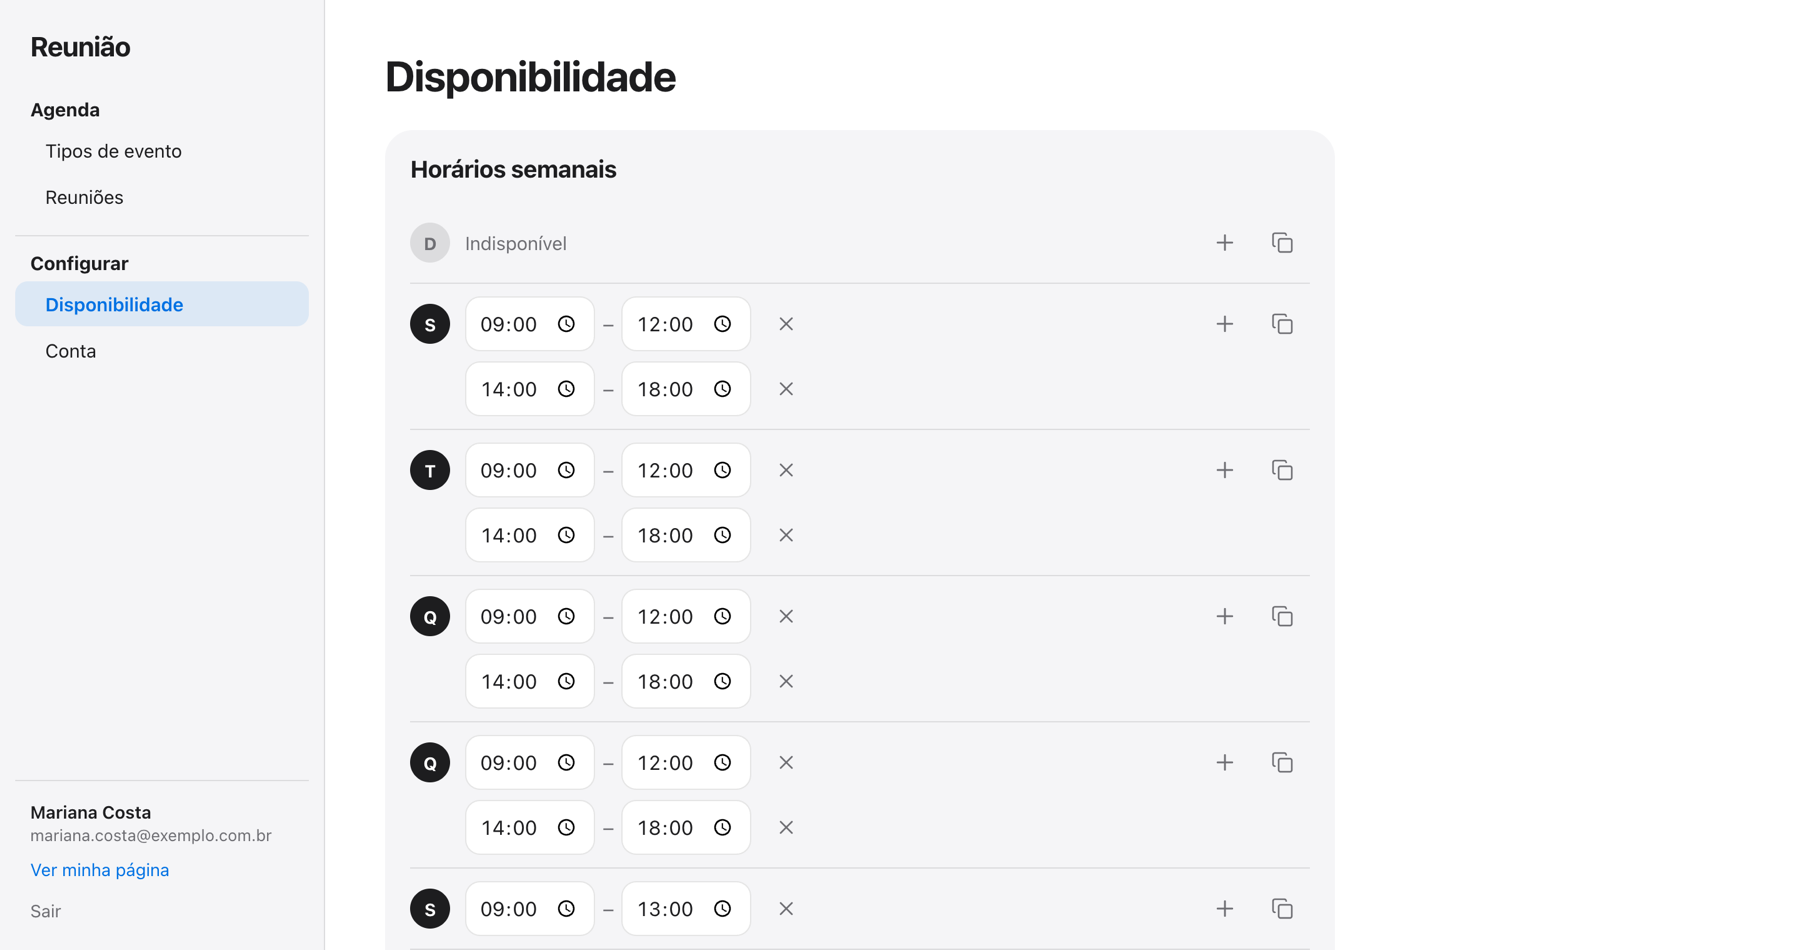 Reunião
Agenda
Tipos de evento
Reuniões
Configurar
Disponibilidade
Conta
Mariana Costa
mariana.costa@exemplo.com.br
Ver minha página
Sair
Disponibilidade
Horários semanais
D Indisponível
S 09:00 – 12:00
14:00 – 18:00
T 09:00 – 12:00
14:00 – 18:00
Q 09:00 – 12:00
14:00 – 18:00
Q 09:00 – 12:00
14:00 – 18:00
S 09:00 – 13:00